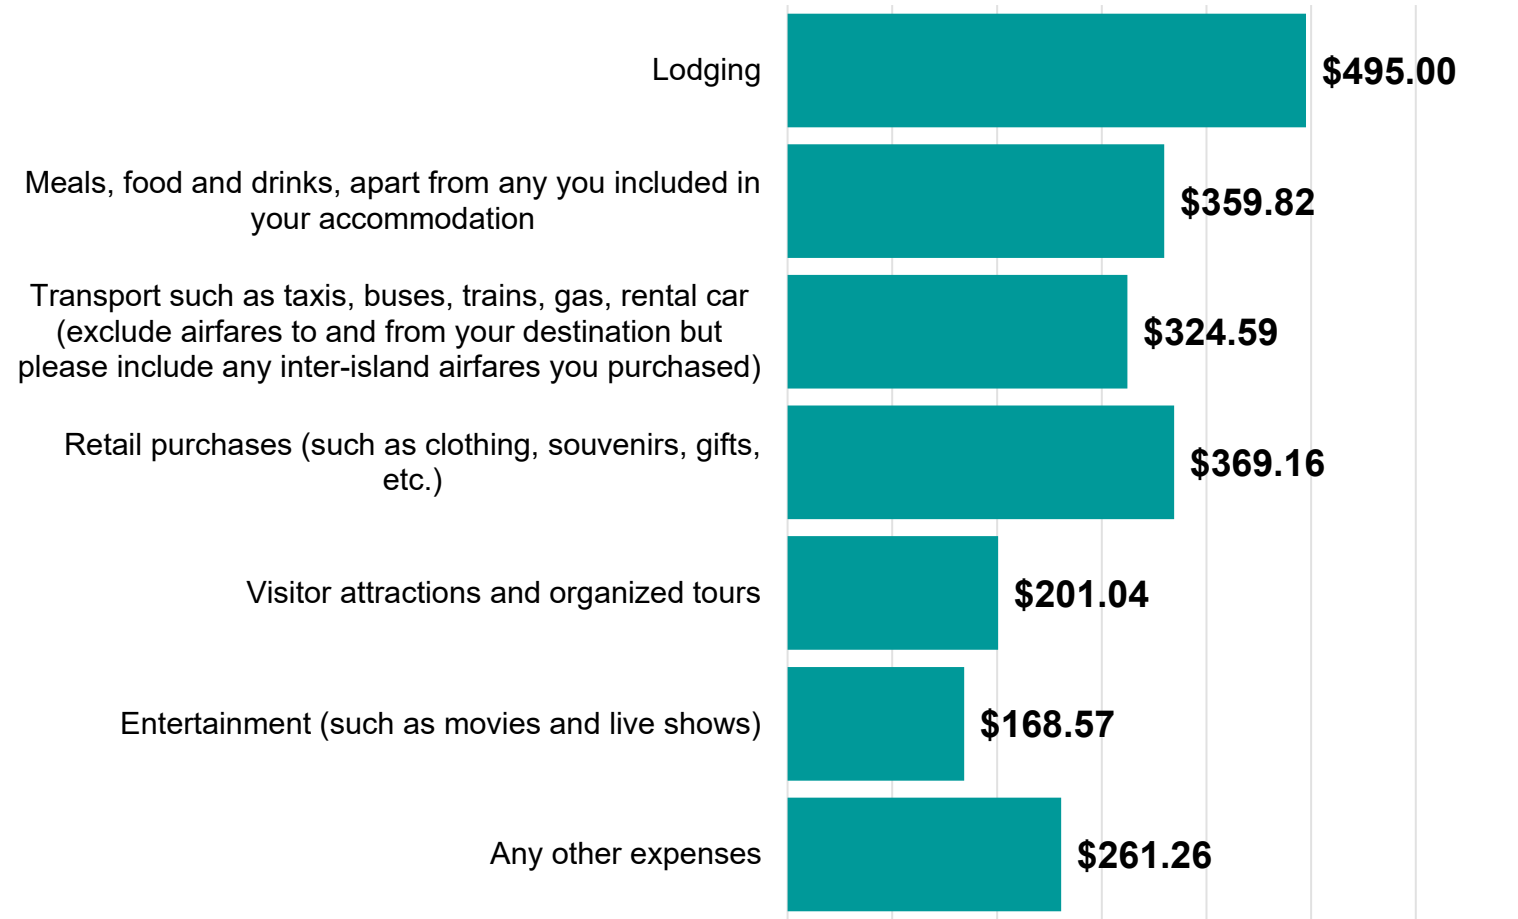 Lodging
$495.00
Meals, food and drinks, apart from any you included in
your accommodation
$359.82
Transport such as taxis, buses, trains, gas, rental car
(exclude airfares to and from your destination but
please include any inter-island airfares you purchased)
$324.59
Retail purchases (such as clothing, souvenirs, gifts,
etc.)
$369.16
Visitor attractions and organized tours
$201.04
Entertainment (such as movies and live shows)
$168.57
Any other expenses
$261.26